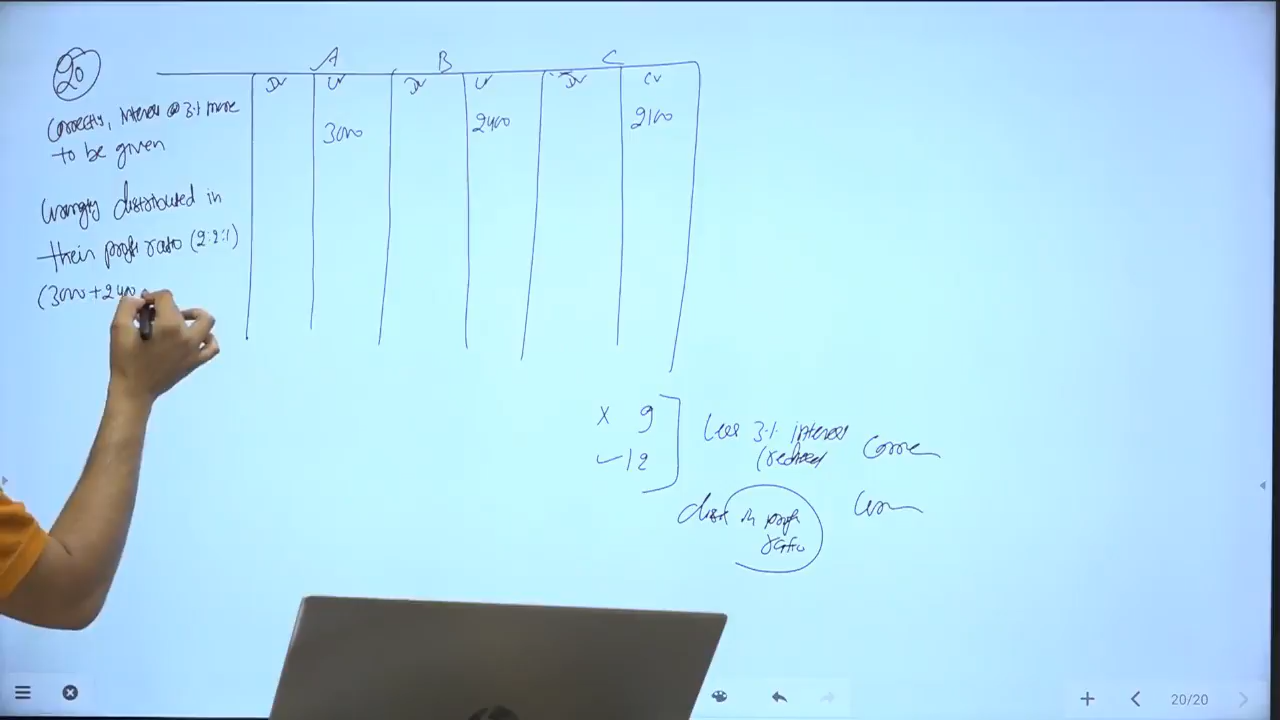 20
A B C
Dr Cr Dr Cr Dr Cr
Correctly, Interest @ 3% more
to be given
3000 2400 2100
Wrongly distributed in
their profit ratio (2:2:1)
(3000+2400
x 9
✓12
Less 3% interest
(reduced
Corre
dist in profit
ratio
20/20